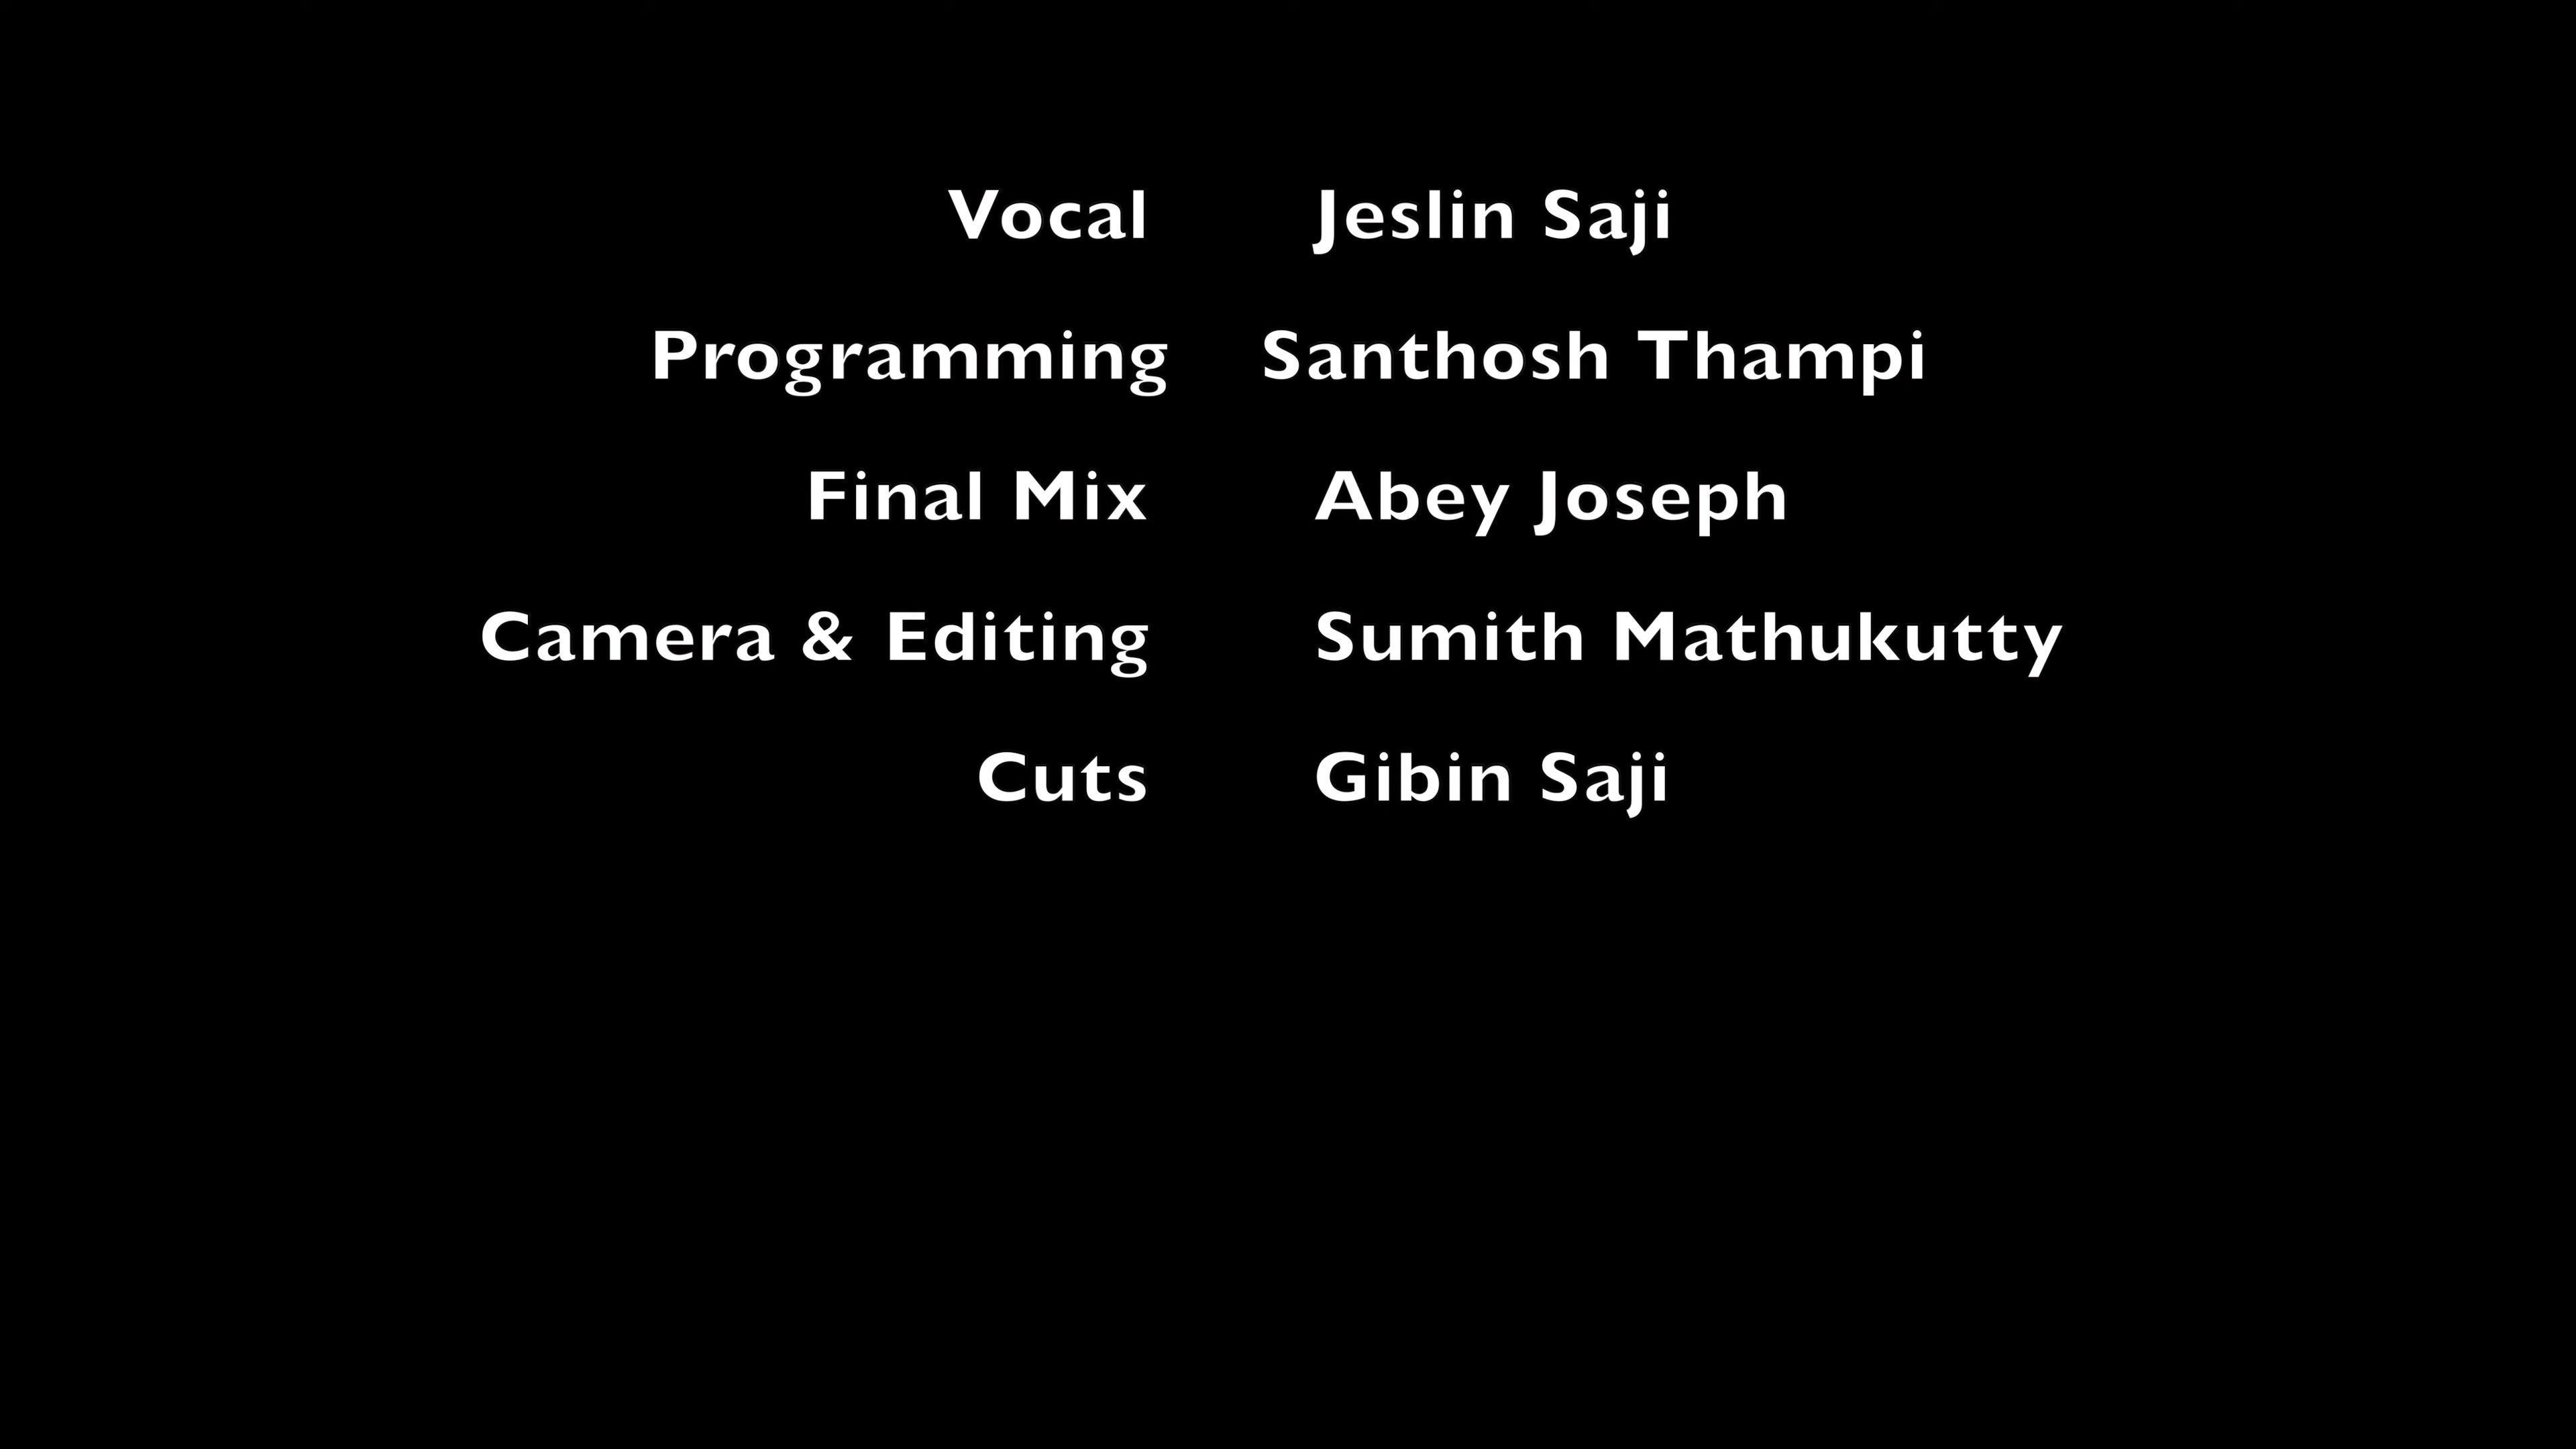 Vocal Jeslin Saji
Programming Santhosh Thampi
Final Mix Abey Joseph
Camera & Editing Sumith Mathukutty
Cuts Gibin Saji